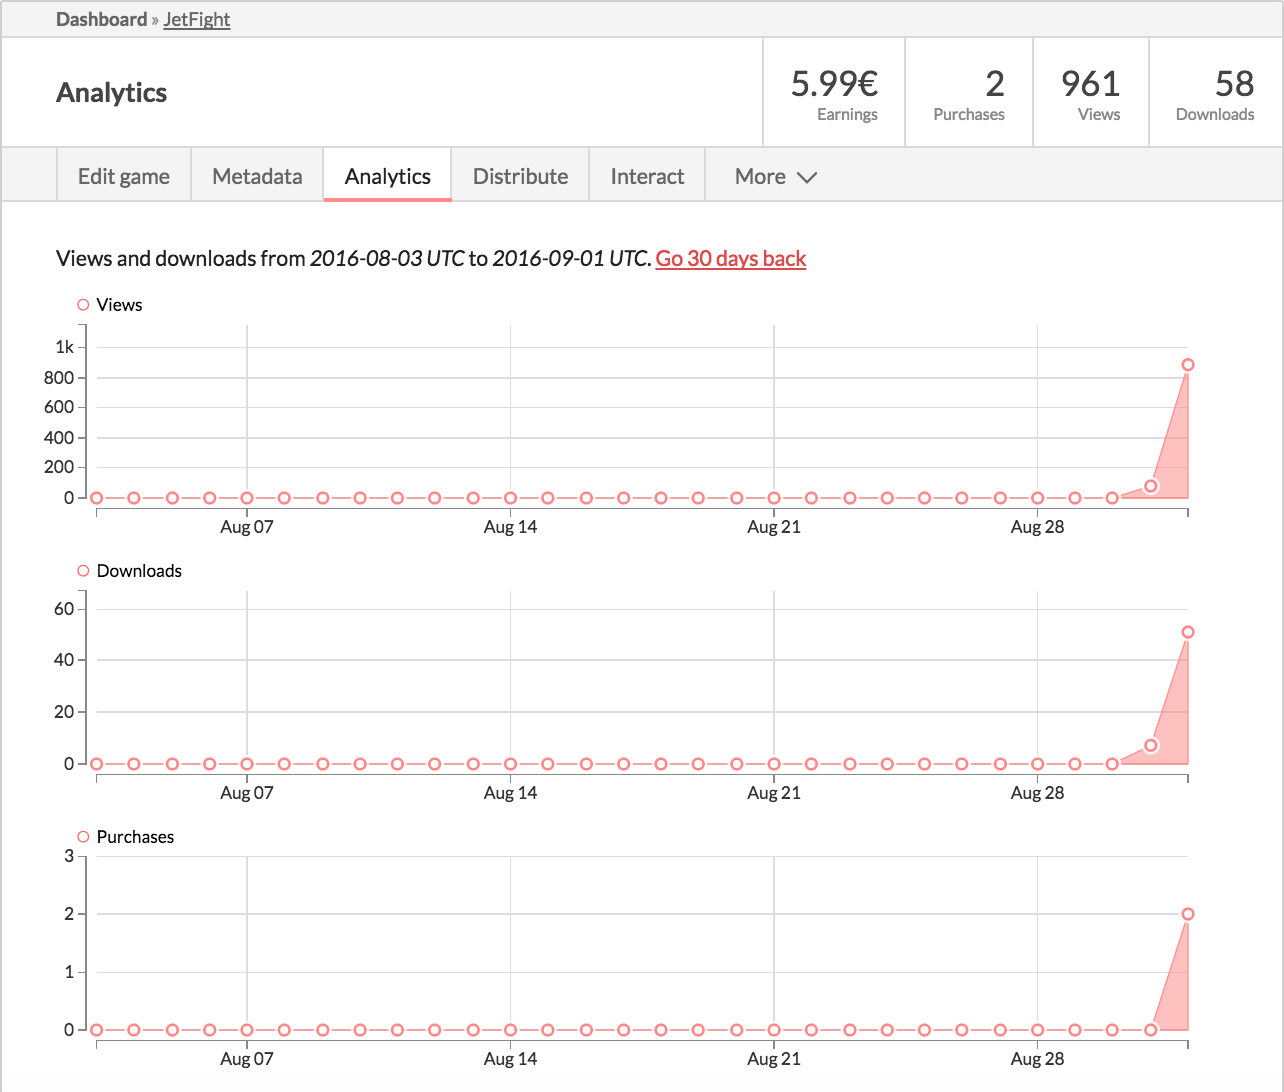 Dashboard » JetFight
Analytics
5.99€
Earnings
2
Purchases
961
Views
58
Downloads
Edit game
Metadata
Analytics
Distribute
Interact
More
Views and downloads from 2016-08-03 UTC to 2016-09-01 UTC. Go 30 days back
Views
1k
800
600
400
200
0
Aug 07
Aug 14
Aug 21
Aug 28
Downloads
60
40
20
0
Aug 07
Aug 14
Aug 21
Aug 28
Purchases
3
2
1
0
Aug 07
Aug 14
Aug 21
Aug 28